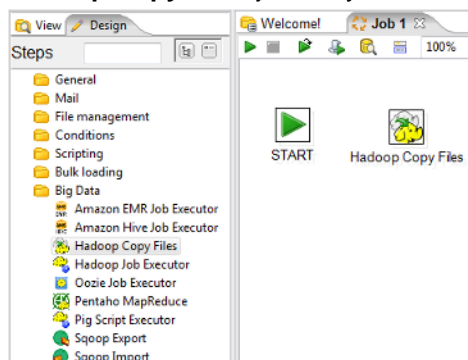 View
Design
Welcome!
Job 1
Steps
100%
General
Mail
File management
Conditions
Scripting
Bulk loading
Big Data
Amazon EMR Job Executor
Amazon Hive Job Executor
Hadoop Copy Files
Hadoop Job Executor
Oozie Job Executor
Pentaho MapReduce
Pig Script Executor
Sqoop Export
Sqoop Import
START
Hadoop Copy Files